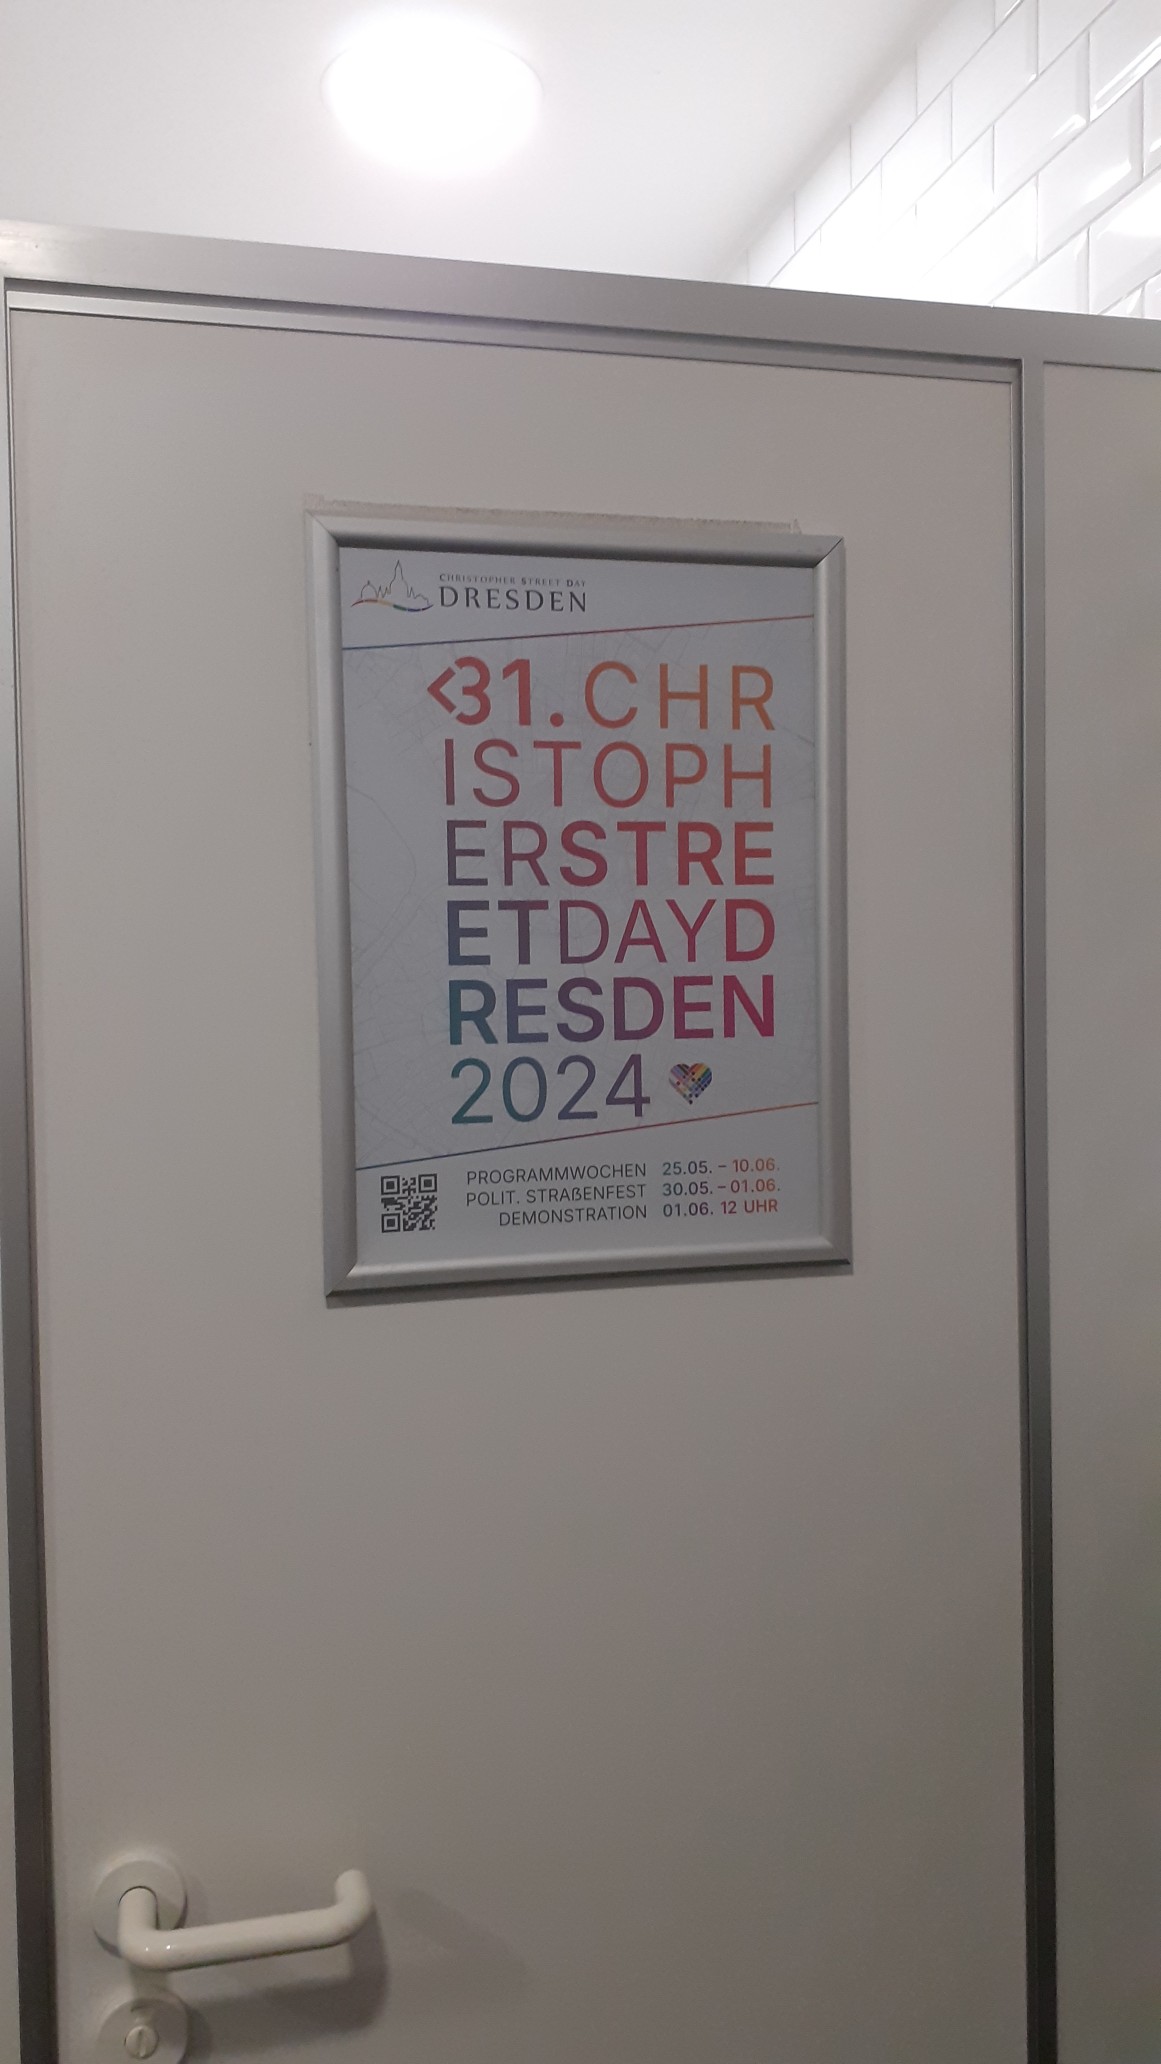 CHRISTOPHER STREET DAY
DRESDEN
<31. CHR
ISTOPH
ERSTRE
ETDAYD
RESDEN
2024
PROGRAMMWOCHEN 25.05. – 10.06.
POLIT. STRAßENFEST 30.05. – 01.06.
DEMONSTRATION 01.06. 12 UHR